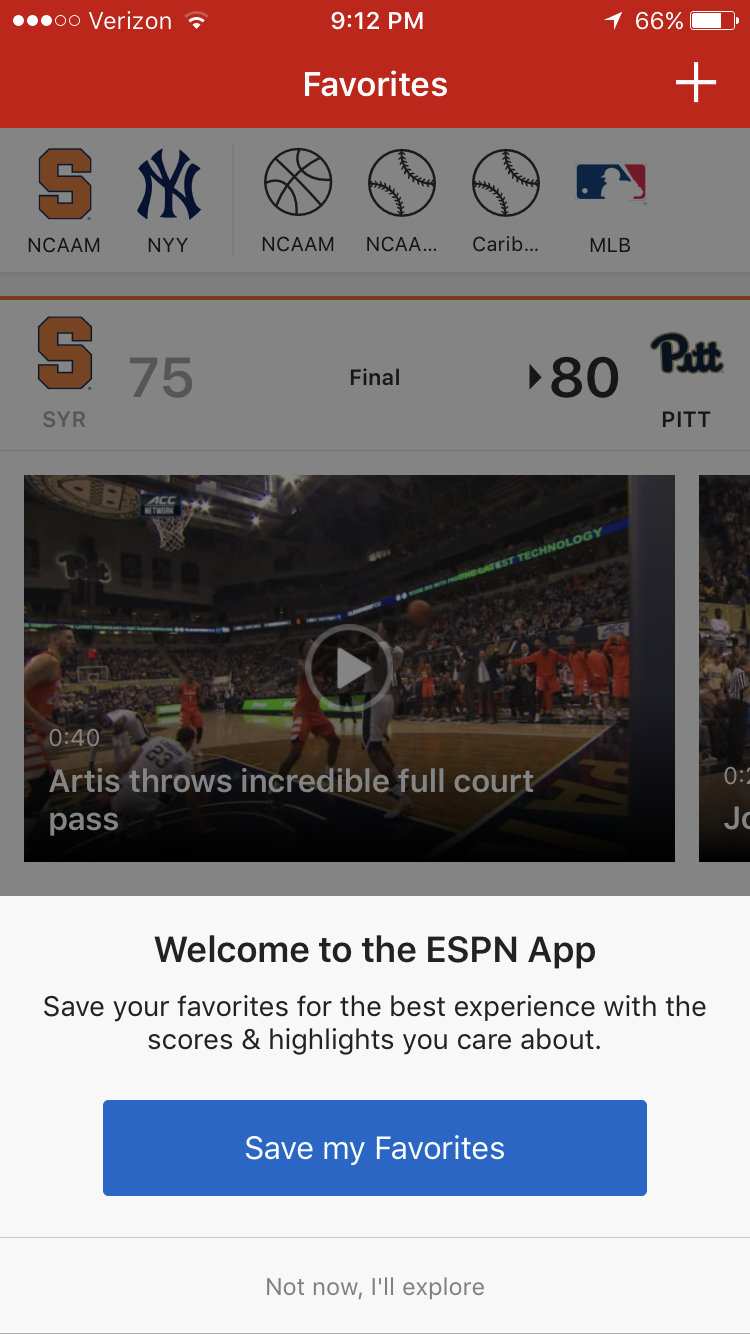 Verizon 9:12 PM 66%
Favorites
NCAAM NYY NCAAM NCAA... Carib... MLB
75 Final 80
Pitt
SYR PITT
ACC
NETWORK
Pitt
LATEST TECHNOLOGY
23
0:40
Artis throws incredible full court
pass
0:2
Jo
Welcome to the ESPN App
Save your favorites for the best experience with the
scores & highlights you care about.
Save my Favorites
Not now, I'll explore